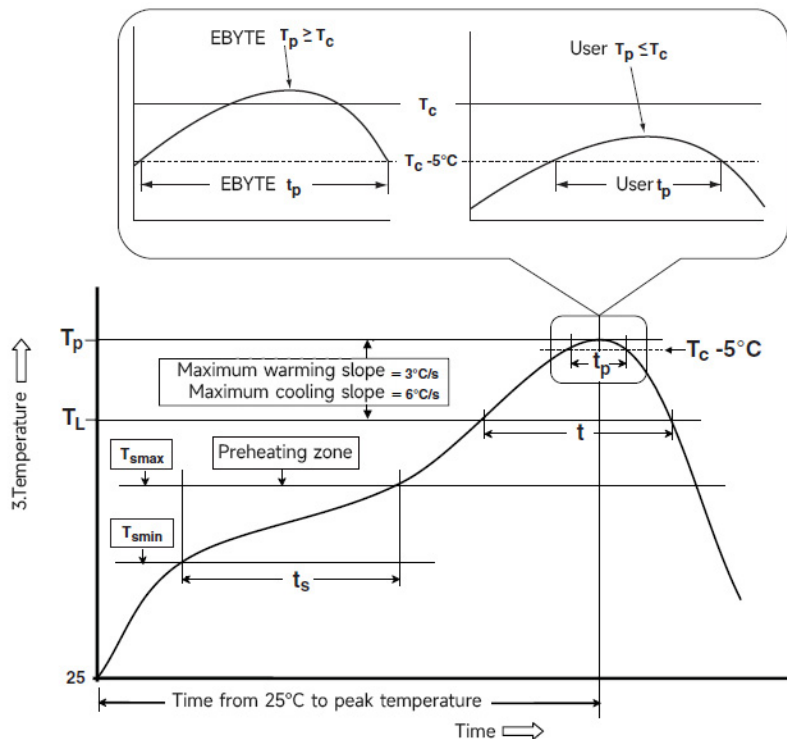 EBYTE Tp ≥ Tc
User Tp ≤ Tc
Tc
Tc -5°C
EBYTE tp
User tp
Tp
Tc -5°C
tp
Maximum warming slope = 3°C/s
Maximum cooling slope = 6°C/s
TL
t
Tsmax
Preheating zone
3.Temperature
Tsmin
ts
25
Time from 25°C to peak temperature
Time